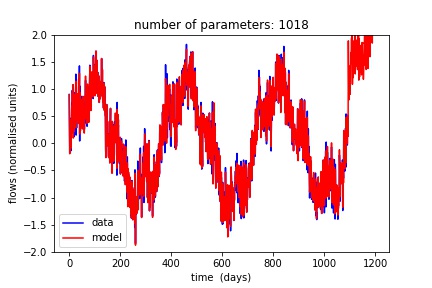 number of parameters: 1018
flows (normalised units)
2.0
1.5
1.0
0.5
0.0
−0.5
−1.0
−1.5
−2.0
data
model
0 200 400 600 800 1000 1200
time (days)